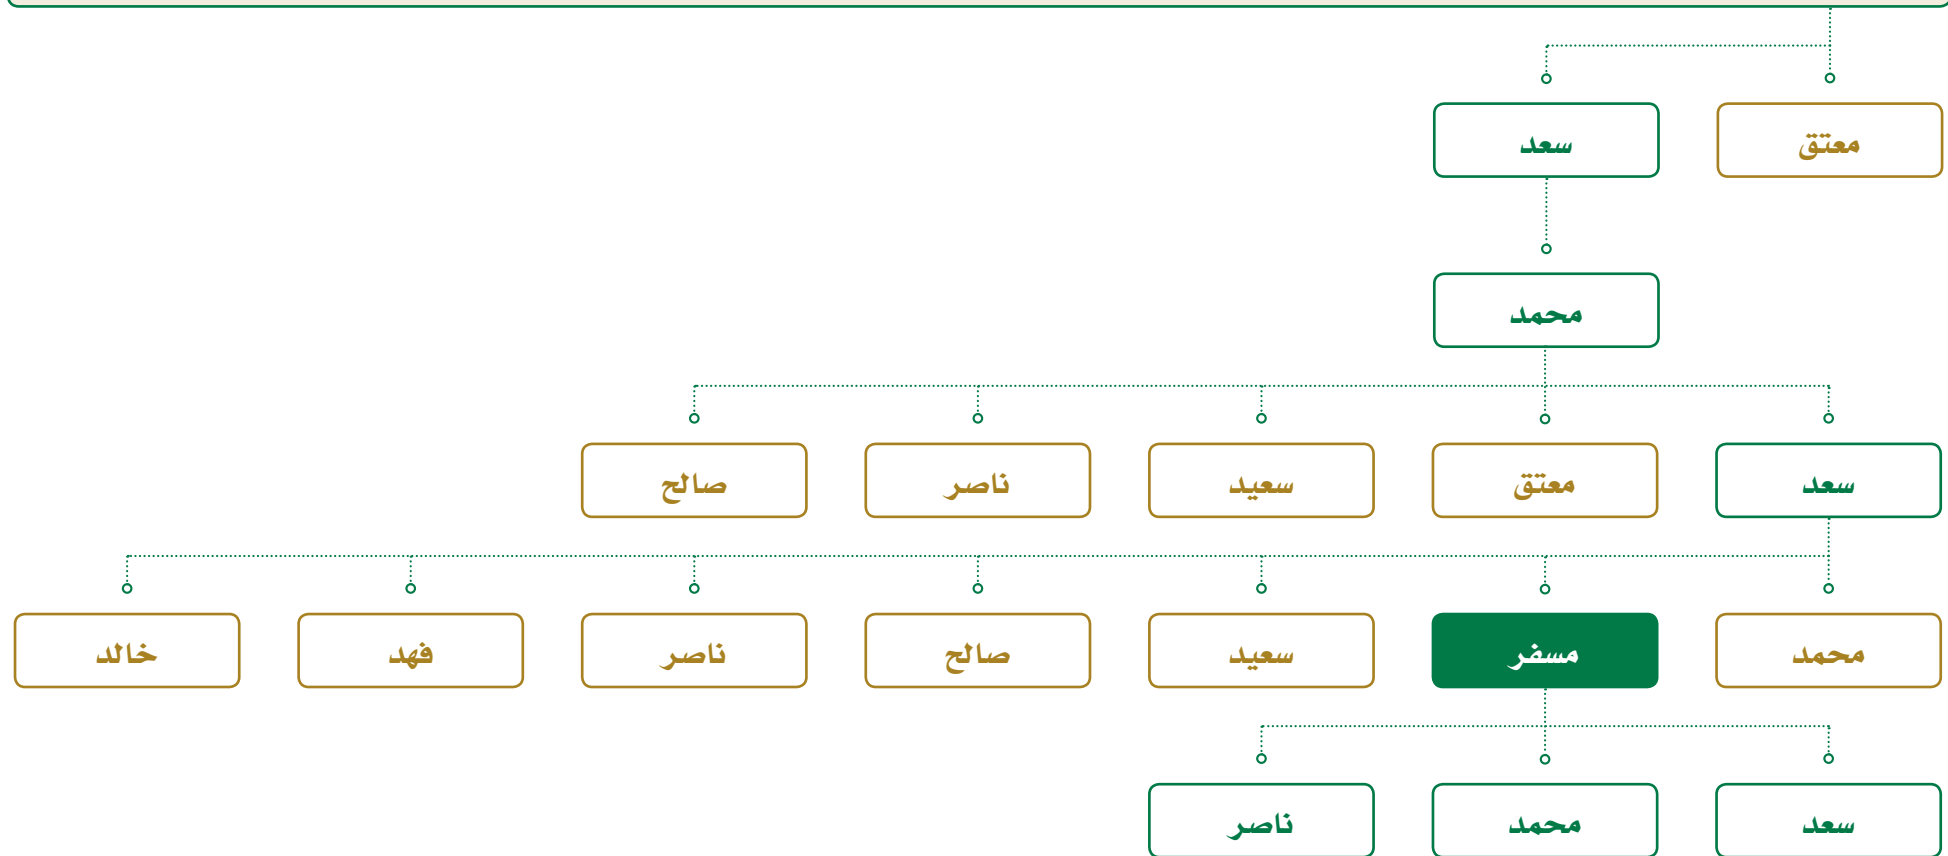 معتق سعد
محمد
سعد معتق سعيد ناصر صالح
محمد مسفر سعيد صالح ناصر فهد خالد
سعد محمد ناصر